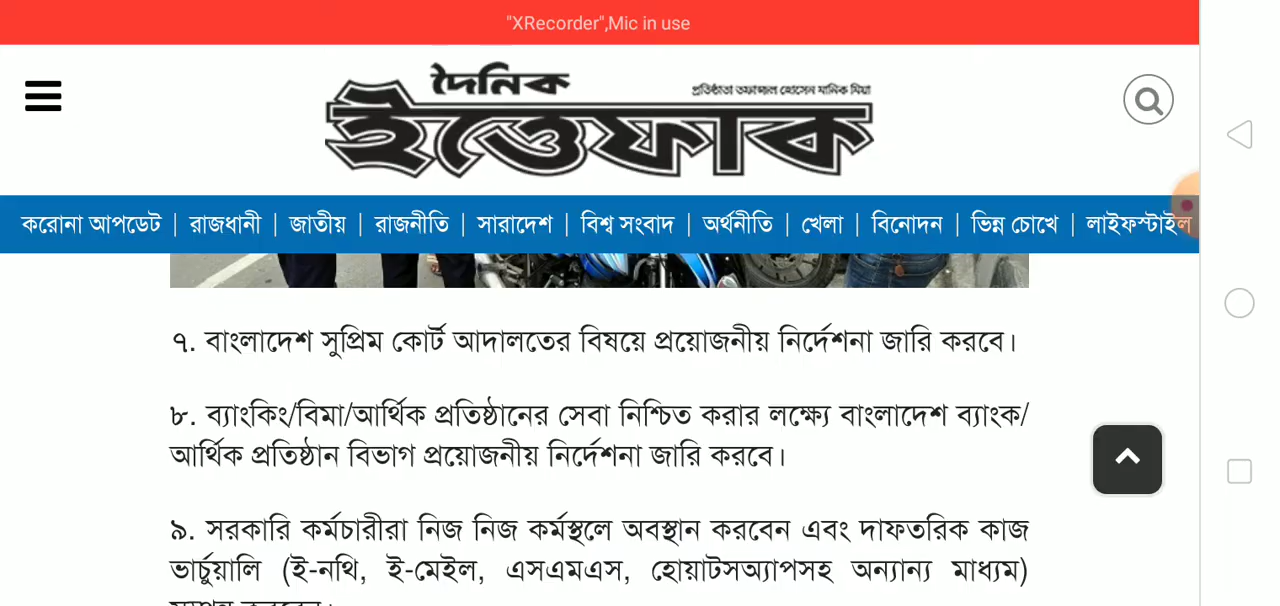 "XRecorder",Mic in use
দৈনিক
প্রতিষ্ঠাতা তফাজ্জল হোসেন মানিক মিয়া
ইত্তেফাক
করোনা আপডেট | রাজধানী | জাতীয় | রাজনীতি | সারাদেশ | বিশ্ব সংবাদ | অর্থনীতি | খেলা | বিনোদন | ভিন্ন চোখে | লাইফস্টাইল
৭. বাংলাদেশ সুপ্রিম কোর্ট আদালতের বিষয়ে প্রয়োজনীয় নির্দেশনা জারি করবে।
৮. ব্যাংকিং/বিমা/আর্থিক প্রতিষ্ঠানের সেবা নিশ্চিত করার লক্ষ্যে বাংলাদেশ ব্যাংক/
আর্থিক প্রতিষ্ঠান বিভাগ প্রয়োজনীয় নির্দেশনা জারি করবে।
৯. সরকারি কর্মচারীরা নিজ নিজ কর্মস্থলে অবস্থান করবেন এবং দাফতরিক কাজ
ভার্চুয়ালি (ই-নথি, ই-মেইল, এসএমএস, হোয়াটসঅ্যাপসহ অন্যান্য মাধ্যম)